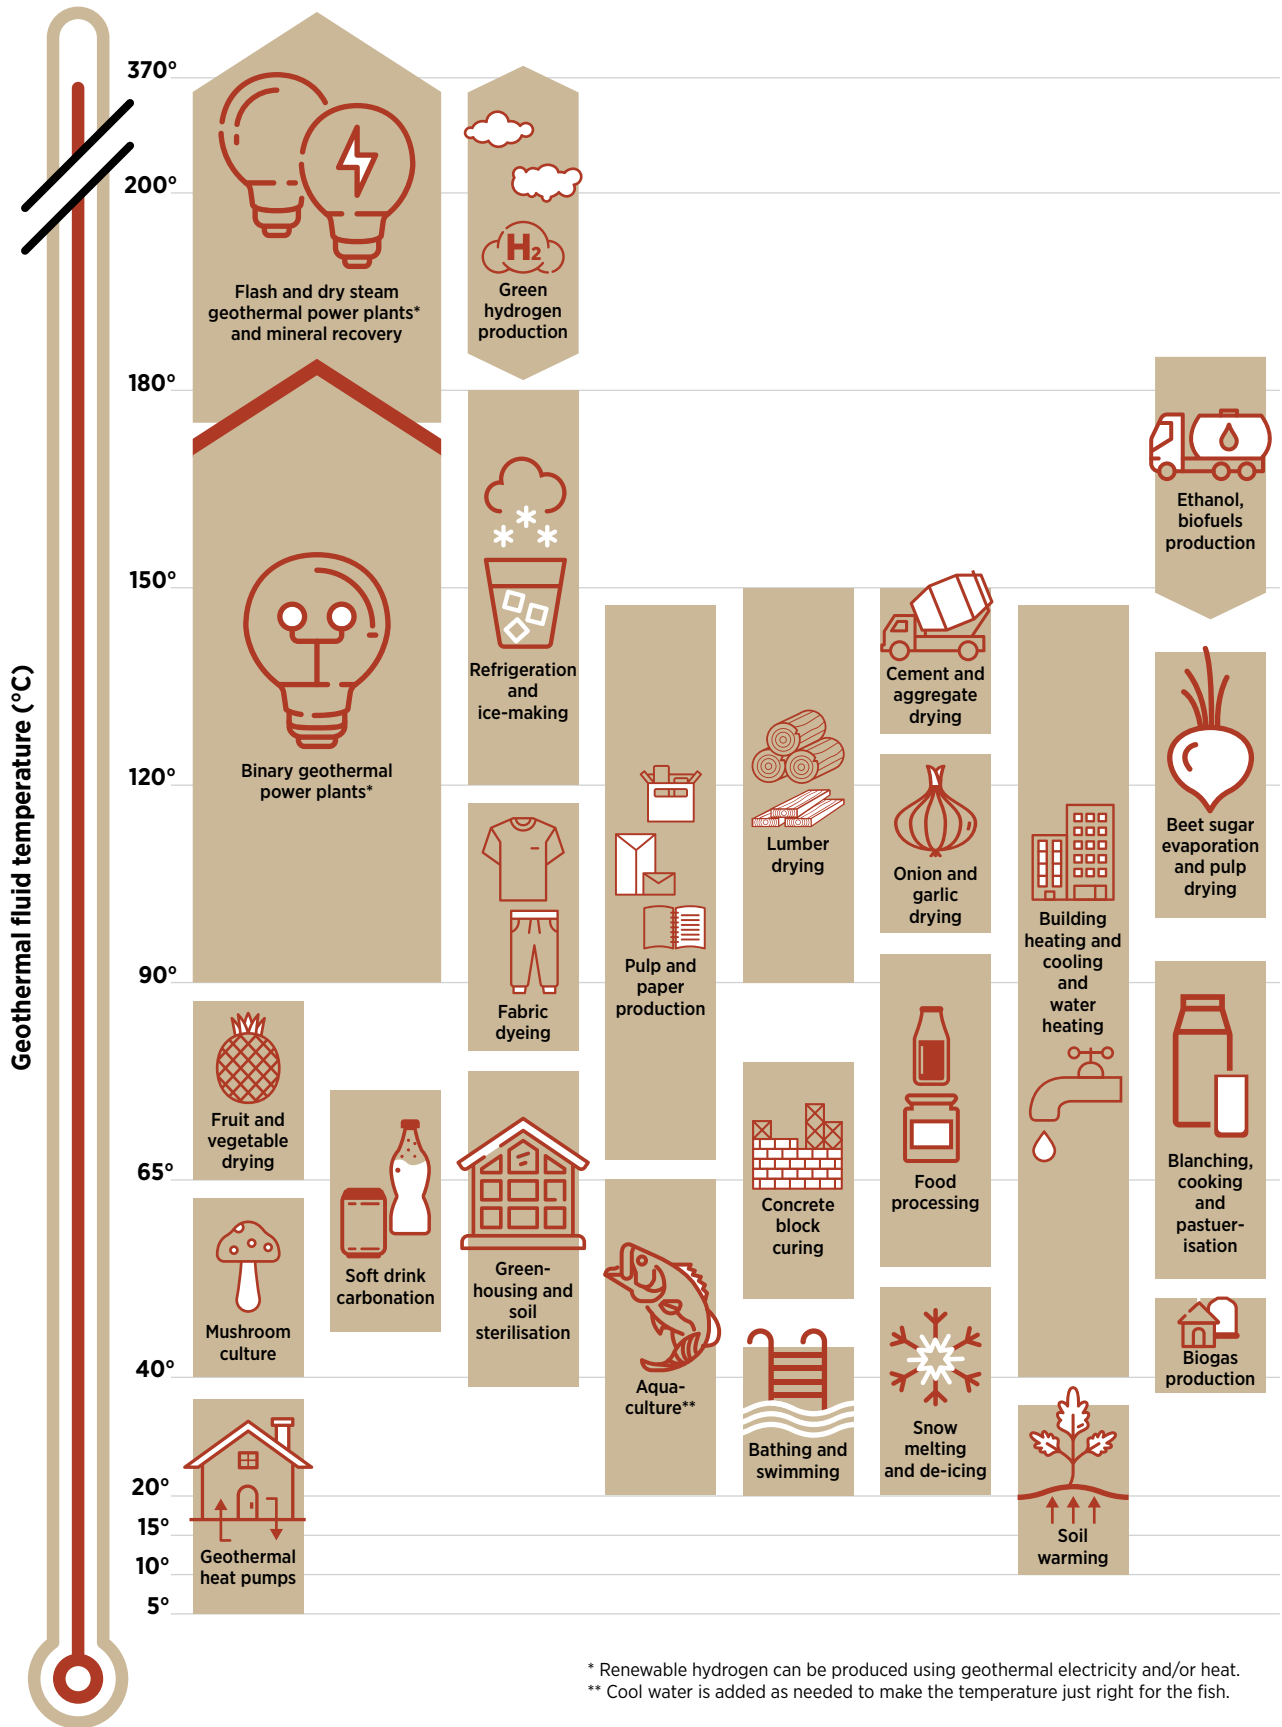 Geothermal fluid temperature (°C)
370°
200°
180°
150°
120°
90°
65°
40°
20°
15°
10°
5°
Flash and dry steam
geothermal power plants*
and mineral recovery
H2
Green
hydrogen
production
Ethanol,
biofuels
production
Binary geothermal
power plants*
Refrigeration
and
ice-making
Cement and
aggregate
drying
Lumber
drying
Onion and
garlic
drying
Beet sugar
evaporation
and pulp
drying
Building
heating and
cooling
and
water
heating
Pulp and
paper
production
Fabric
dyeing
Fruit and
vegetable
drying
Soft drink
carbonation
Green-
housing and
soil
sterilisation
Concrete
block
curing
Food
processing
Blanching,
cooking
and
pastuer-
isation
Mushroom
culture
Aqua-
culture**
Bathing and
swimming
Snow
melting
and de-icing
Biogas
production
Geothermal
heat pumps
Soil
warming
* Renewable hydrogen can be produced using geothermal electricity and/or heat.
** Cool water is added as needed to make the temperature just right for the fish.